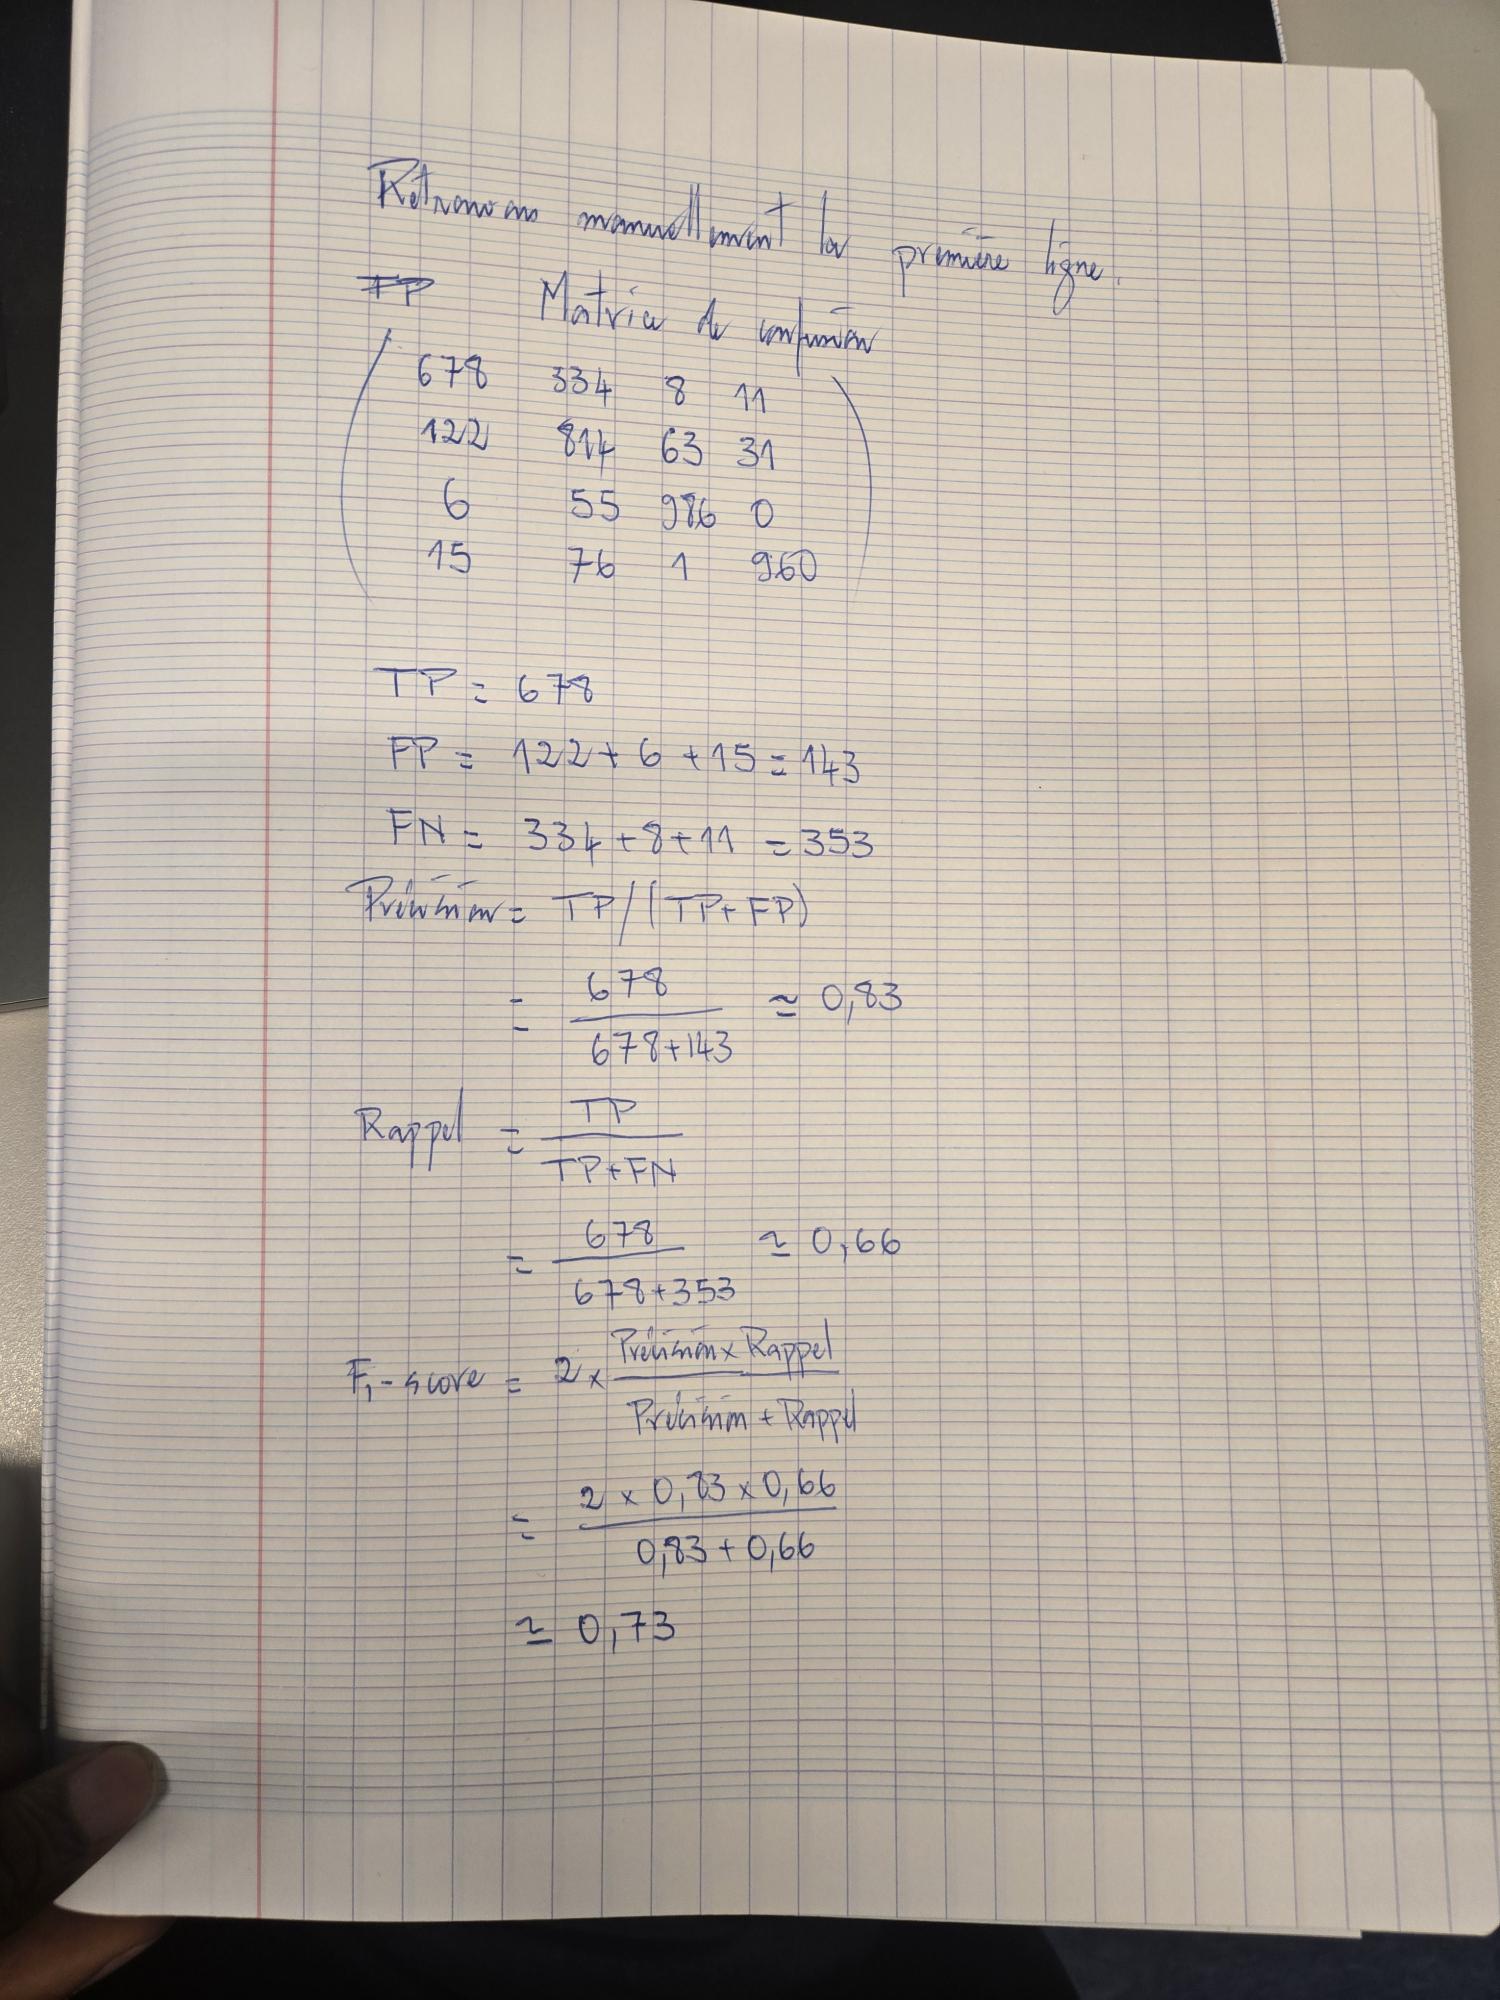 Retrouvons manuellement la première ligne.
FP Matrice de confusion
678 334 8 11
122 814 63 31
6 55 986 0
15 76 1 960
TP = 678
FP = 122 + 6 + 15 = 143
FN = 334 + 8 + 11 = 353
Précision = TP / (TP + FP)
= 678 / 678 + 143 ≃ 0,83
Rappel = TP / TP + FN
= 678 / 678 + 353 ≃ 0,66
F1-score = 2 × Précision × Rappel / Précision + Rappel
= 2 × 0,83 × 0,66 / 0,83 + 0,66
≃ 0,73